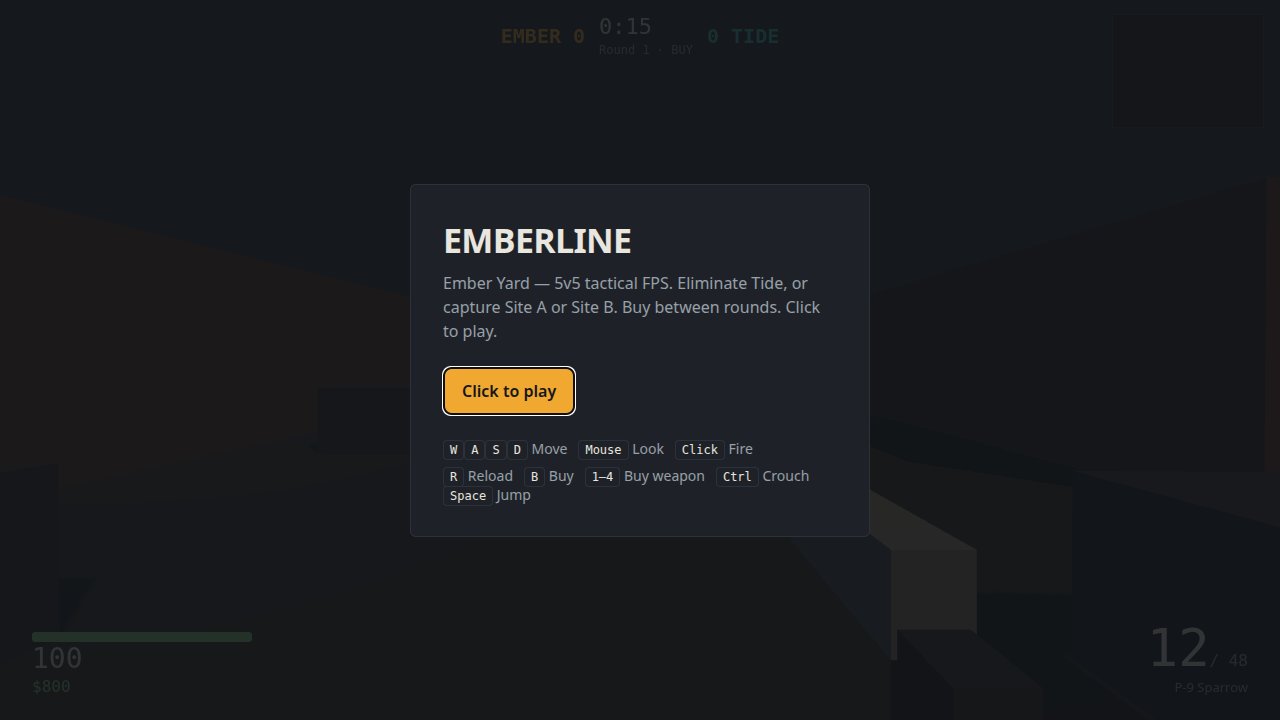 EMBER 0 0:15 0 TIDE
Round 1 · BUY
EMBERLINE
Ember Yard — 5v5 tactical FPS. Eliminate Tide, or
capture Site A or Site B. Buy between rounds. Click
to play.
Click to play
W A S D Move Mouse Look Click Fire
R Reload B Buy 1–4 Buy weapon Ctrl Crouch
Space Jump
100
$800
12 / 48
P-9 Sparrow